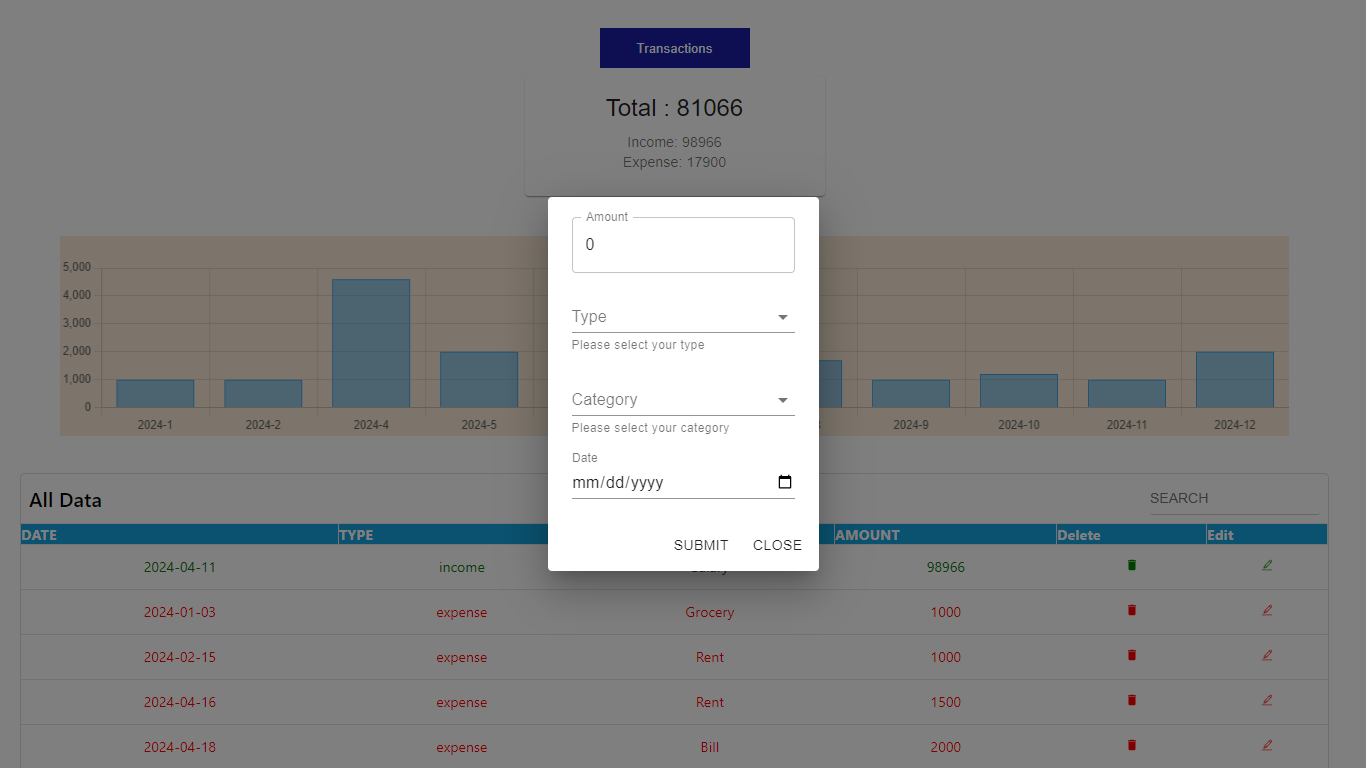 Transactions
Total : 81066
Income: 98966
Expense: 17900
Amount
0
5,000
4,000
3,000
2,000
1,000
0
2024-1
2024-2
2024-4
2024-5
2024-9
2024-10
2024-11
2024-12
Type
Please select your type
Category
Please select your category
Date
mm/dd/yyyy
SUBMIT CLOSE
All Data SEARCH
DATE TYPE AMOUNT Delete Edit
2024-04-11 income Salary 98966
2024-01-03 expense Grocery 1000
2024-02-15 expense Rent 1000
2024-04-16 expense Rent 1500
2024-04-18 expense Bill 2000